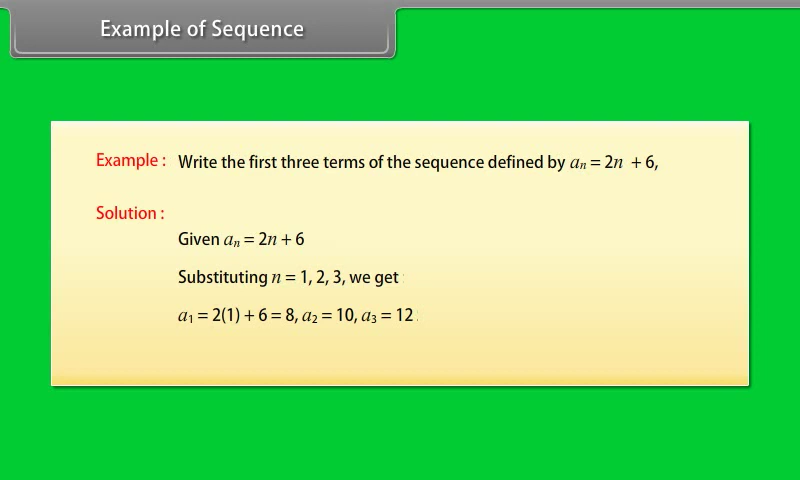 Example of Sequence
Example : Write the first three terms of the sequence defined by aₙ = 2n + 6,
Solution :
Given aₙ = 2n + 6
Substituting n = 1, 2, 3, we get
a₁ = 2(1) + 6 = 8, a₂ = 10, a₃ = 12